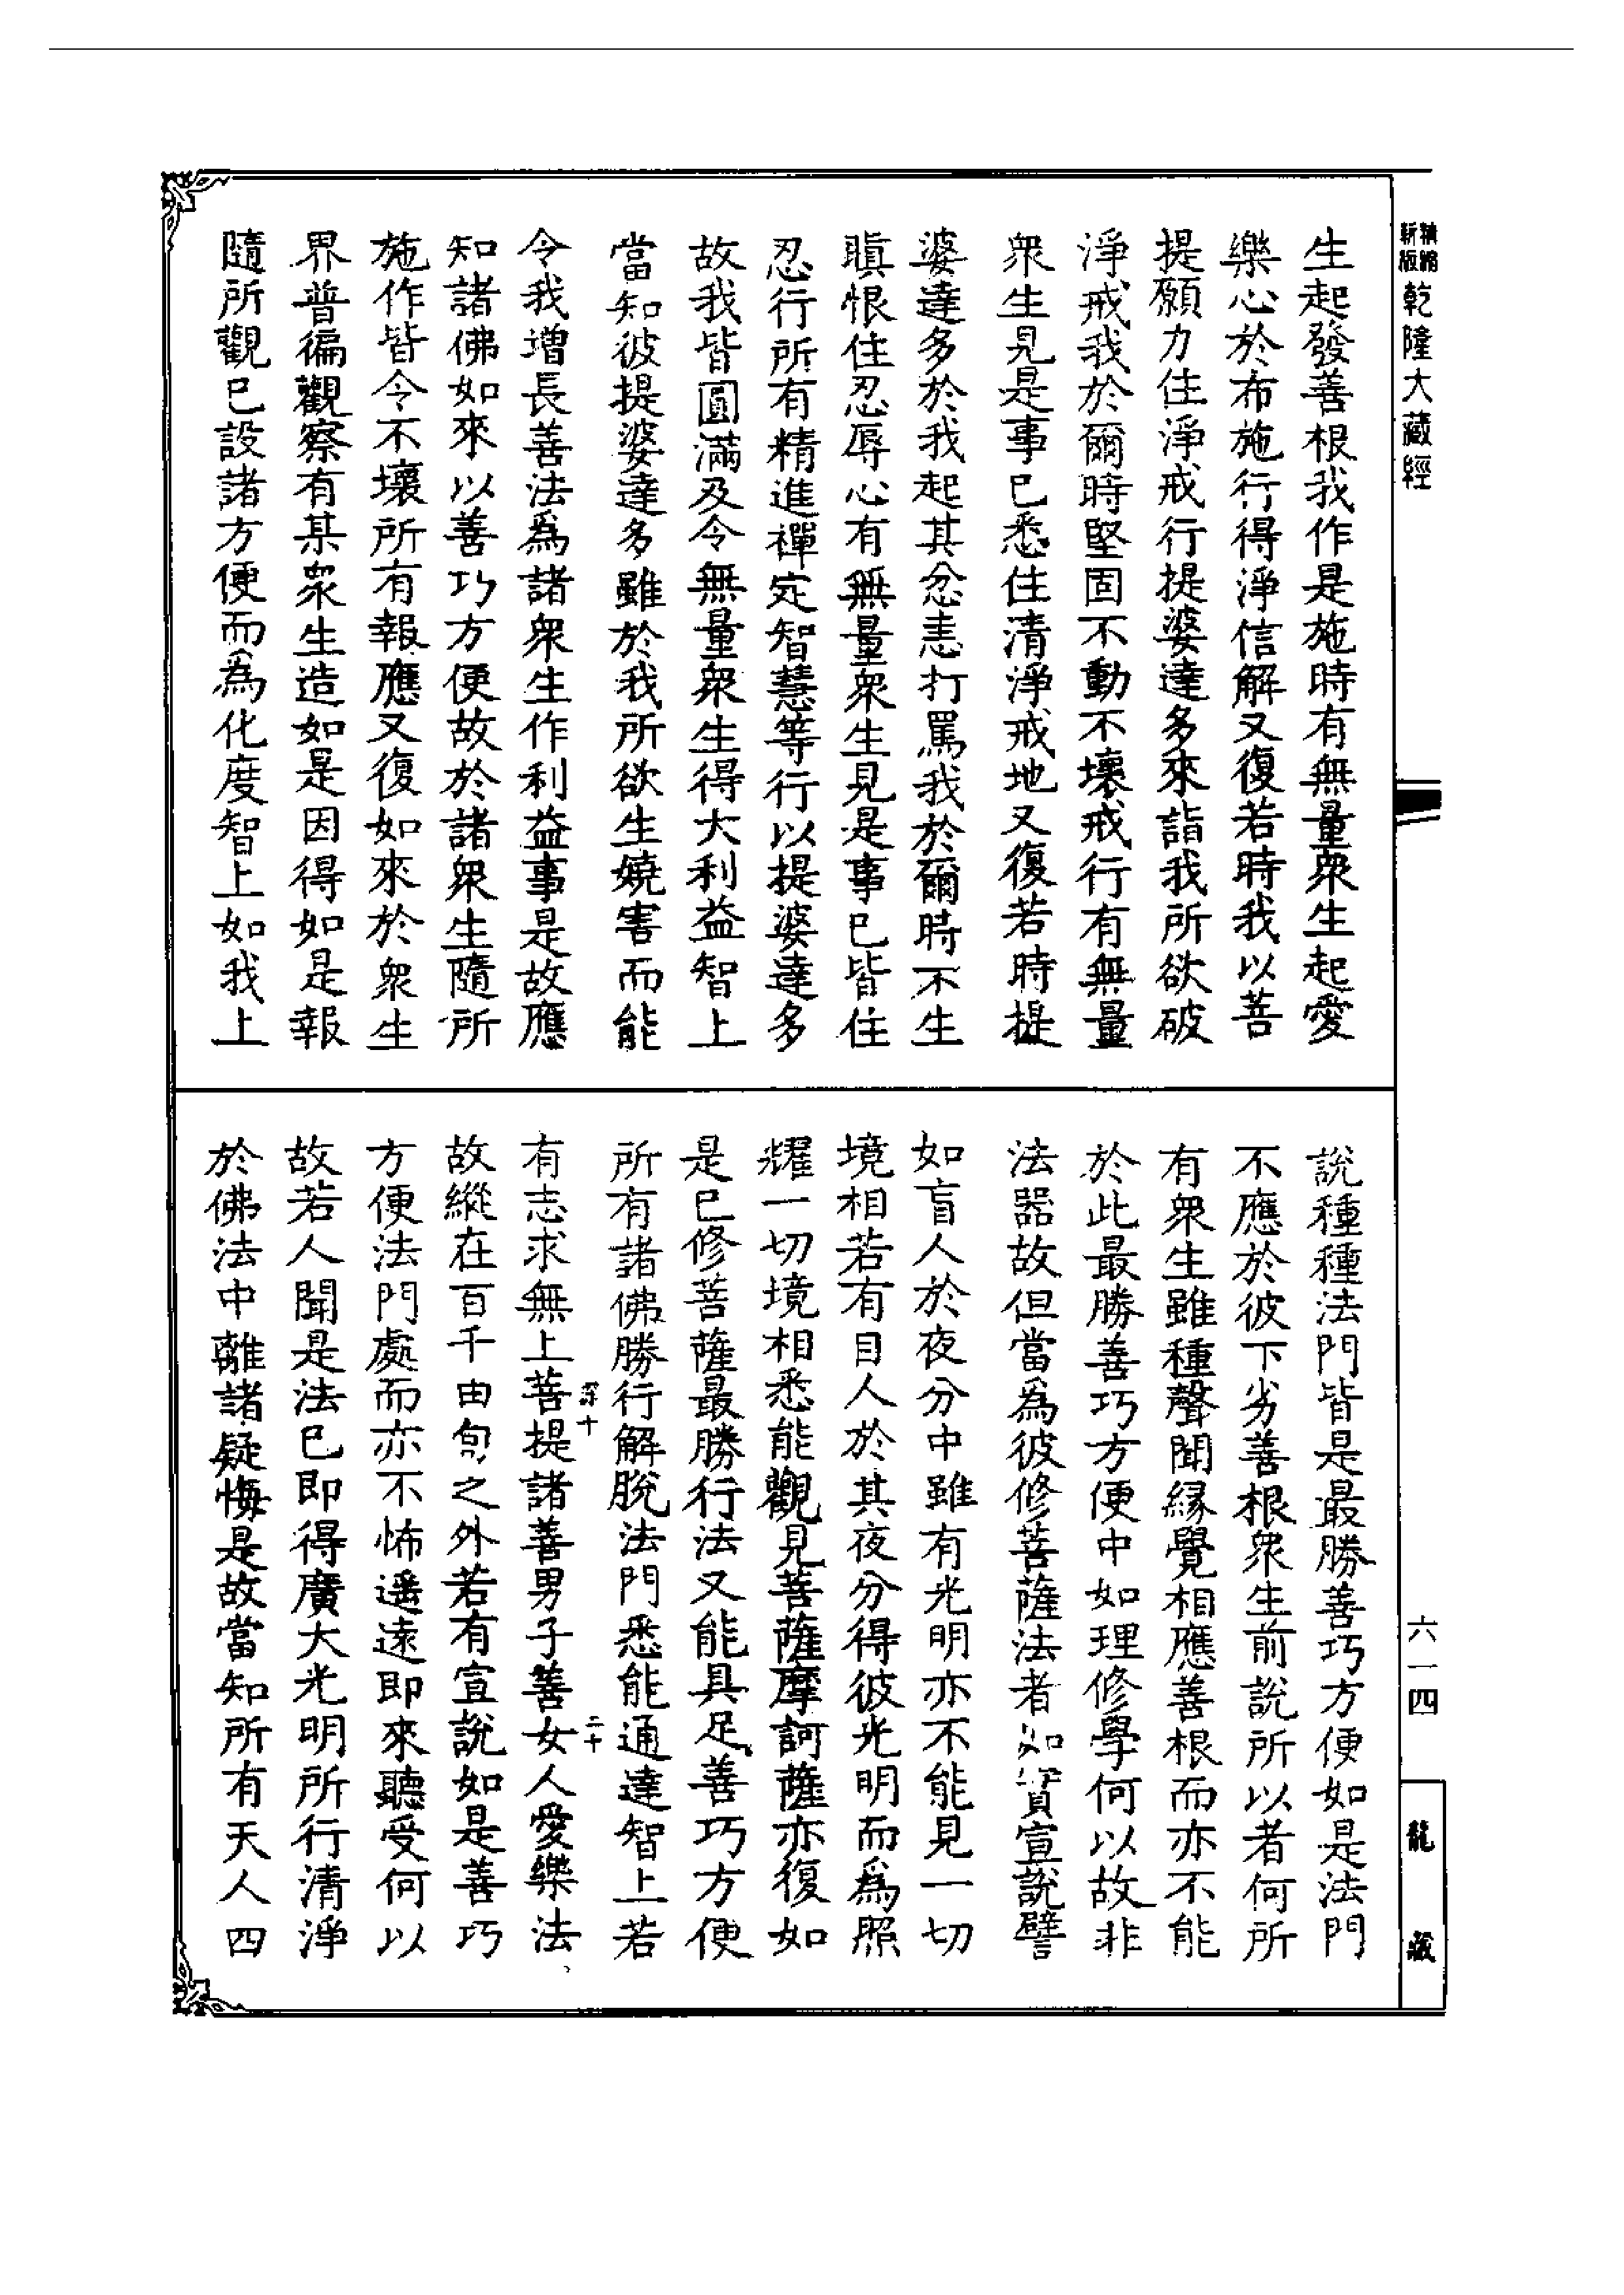 精縮新版乾隆大藏經
生起發善根我作是施時有無量衆生起愛
樂心於布施行得淨信解又復若時我以菩
提願力住淨戒行提婆達多來詣我所欲破
淨戒我於爾時堅固不動不壞戒行有無量
衆生見是事已悉住清淨戒地又復若時提
婆達多於我起其忿恚打罵我於爾時不生
瞋恨住忍辱心有無量衆生見是事已皆住
忍行所有精進禪定智慧等行以提婆達多
故我皆圓滿及令無量衆生得大利益智上
當知彼提婆達多雖於我所欲生嬈害而能
令我增長善法爲諸衆生作利益事是故應
知諸佛如來以善巧方便故於諸衆生隨所
施作皆令不壞所有報應又復如來於衆生
界普徧觀察有某衆生造如是因得如是報
隨所觀已設諸方便而為化度智上如我上
說種種法門皆是最勝善巧方便如是法門
不應於彼下劣善根衆生前說所以者何所
有衆生雖種聲聞緣覺相應善根而亦不能
於此最勝善巧方便中如理修學何以故非
法器故但當爲彼修菩薩法者如實宣說譬
如盲人於夜分中雖有光明亦不能見一切
境相若有目人於其夜分得彼光明而爲照
耀一切境相悉能觀見菩薩摩訶薩亦復如
是已修菩薩最勝行法又能具足善巧方便
所有諸佛勝行解脫法門悉能通達智上若
十
二十
有志求無上菩提諸善男子善女人愛樂法
故縱在百千由旬之外若有宣說如是善巧
方便法門處而亦不怖遥遠即來聽受何以
故若人聞是法已即得廣大光明所行清淨
於佛法中離諸疑悔是故當知所有天人四
六一四
龍藏